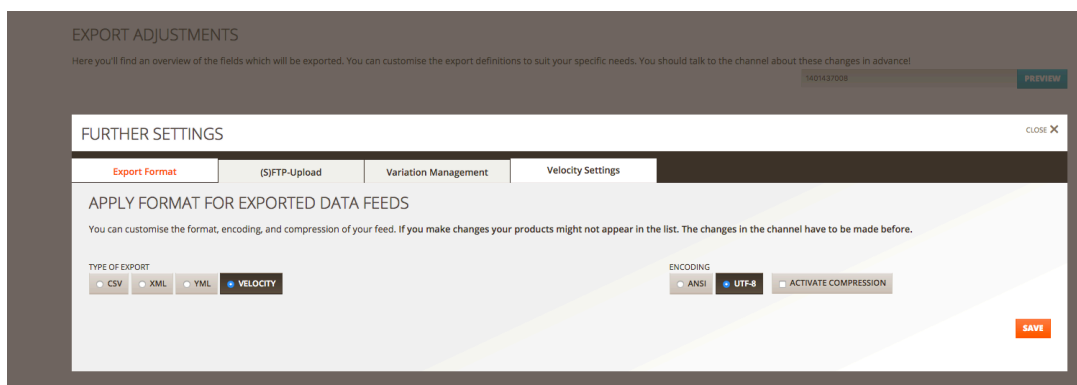 EXPORT ADJUSTMENTS
Here you'll find an overview of the fields which will be exported. You can customise the export definitions to suit your specific needs. You should talk to the channel about these changes in advance!
1401437008 PREVIEW
FURTHER SETTINGS CLOSE X
Export Format (S)FTP-Upload Variation Management Velocity Settings
APPLY FORMAT FOR EXPORTED DATA FEEDS
You can customise the format, encoding, and compression of your feed. If you make changes your products might not appear in the list. The changes in the channel have to be made before.
TYPE OF EXPORT ENCODING
CSV XML YML VELOCITY ANSI UTF-8 ACTIVATE COMPRESSION
SAVE